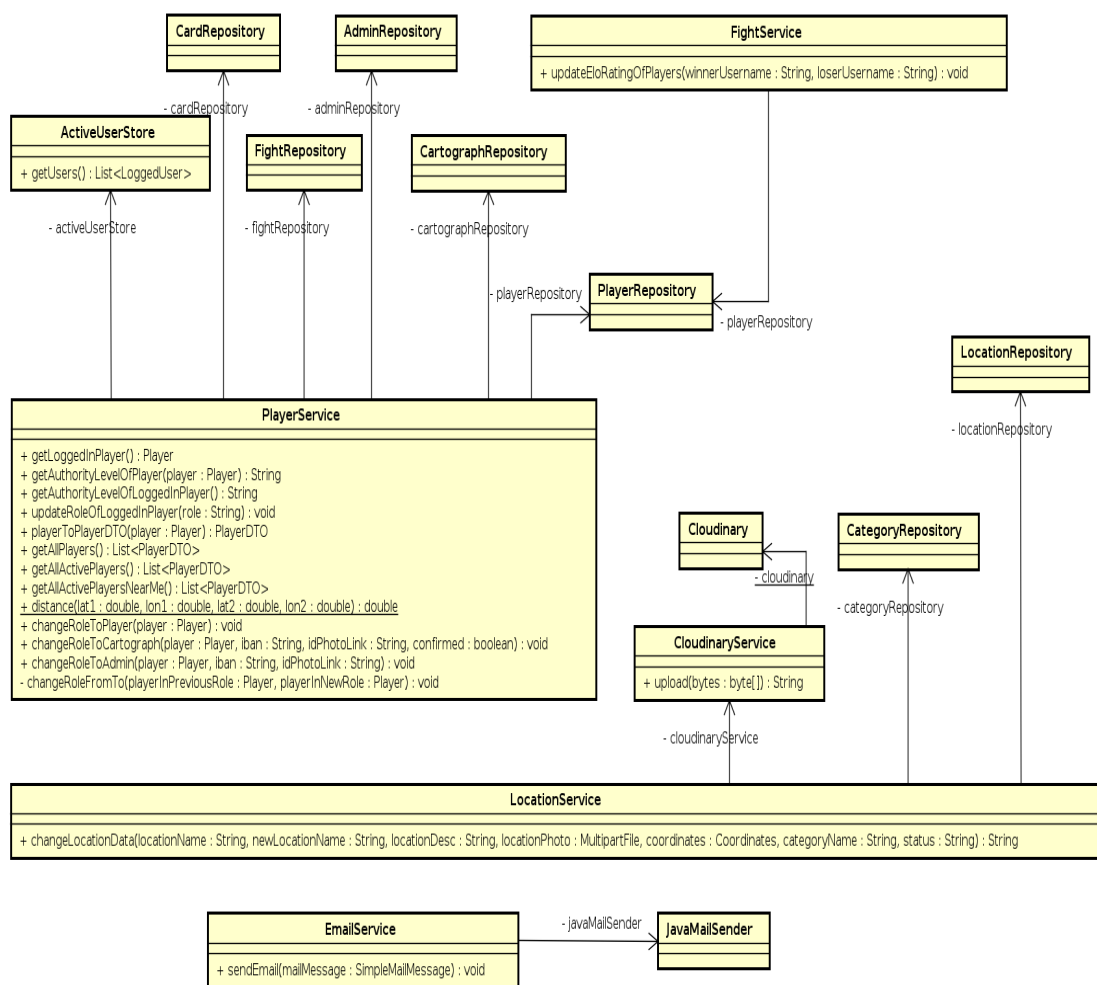 CardRepository
AdminRepository
FightService
+ updateEloRatingOfPlayers(winnerUsername : String, loserUsername : String) : void
- cardRepository
- adminRepository
ActiveUserStore
+ getUsers() : List<LoggedUser>
FightRepository
CartographRepository
- activeUserStore
- fightRepository
- cartographRepository
- playerRepository
PlayerRepository
- playerRepository
LocationRepository
- locationRepository
PlayerService
+ getLoggedInPlayer() : Player
+ getAuthorityLevelOfPlayer(player : Player) : String
+ getAuthorityLevelOfLoggedInPlayer() : String
+ updateRoleOfLoggedInPlayer(role : String) : void
+ playerToPlayerDTO(player : Player) : PlayerDTO
+ getAllPlayers() : List<PlayerDTO>
+ getAllActivePlayers() : List<PlayerDTO>
+ getAllActivePlayersNearMe() : List<PlayerDTO>
+ distance(lat1 : double, lon1 : double, lat2 : double, lon2 : double) : double
+ changeRoleToPlayer(player : Player) : void
+ changeRoleToCartograph(player : Player, iban : String, idPhotoLink : String, confirmed : boolean) : void
+ changeRoleToAdmin(player : Player, iban : String, idPhotoLink : String) : void
- changeRoleFromTo(playerInPreviousRole : Player, playerInNewRole : Player) : void
Cloudinary
- cloudinary
CategoryRepository
- categoryRepository
CloudinaryService
+ upload(bytes : byte[]) : String
- cloudinaryService
LocationService
+ changeLocationData(locationName : String, newLocationName : String, locationDesc : String, locationPhoto : MultipartFile, coordinates : Coordinates, categoryName : String, status : String) : String
EmailService
+ sendEmail(mailMessage : SimpleMailMessage) : void
- javaMailSender
JavaMailSender